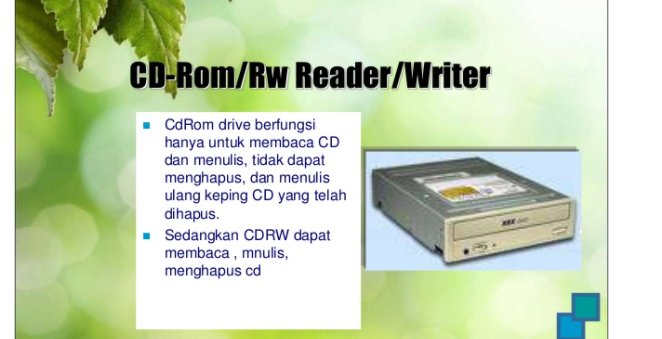 CD-Rom/Rw Reader/Writer
CdRom drive berfungsi
hanya untuk membaca CD
dan menulis, tidak dapat
menghapus, dan menulis
ulang keping CD yang telah
dihapus.
Sedangkan CDRW dapat
membaca , mnulis,
menghapus cd